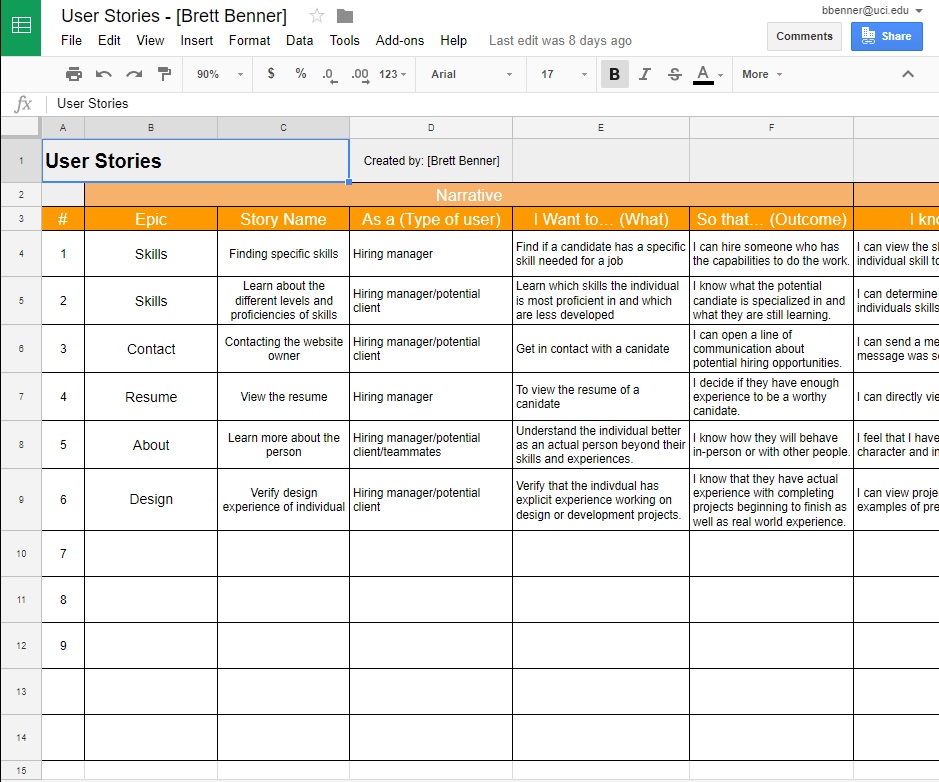 User Stories - [Brett Benner]
bbenner@uci.edu
File Edit View Insert Format Data Tools Add-ons Help Last edit was 8 days ago
Comments Share
90% $ % .0 .00 123 Arial 17 B I S A More
fx User Stories
A B C D E F
1 User Stories Created by: [Brett Benner]
2 Narrative
3 # Epic Story Name As a (Type of user) I Want to... (What) So that... (Outcome) I kno
4 1 Skills Finding specific skills Hiring manager
Find if a candidate has a specific
skill needed for a job
I can hire someone who has
the capabilities to do the work.
I can view the sk
individual skill to
5 2 Skills
Learn about the
different levels and
proficiencies of skills
Hiring manager/potential
client
Learn which skills the individual
is most proficient in and which
are less developed
I know what the potential
candiate is specialized in and
what they are still learning.
I can determine
individuals skills
6 3 Contact
Contacting the website
owner
Hiring manager/potential
client
Get in contact with a canidate
I can open a line of
communication about
potential hiring opportunities.
I can send a me
message was se
7 4 Resume View the resume Hiring manager
To view the resume of a
canidate
I decide if they have enough
experience to be a worthy
canidate.
I can directly vie
8 5 About
Learn more about the
person
Hiring manager/potential
client/teammates
Understand the individual better
as an actual person beyond their
skills and experiences.
I know how they will behave
in-person or with other people.
I feel that I have
character and in
9 6 Design
Verify design
experience of individual
Hiring manager/potential
client
Verify that the indivdual has
explicit experience working on
design or development projects.
I know that they have actual
experience with completing
projects beginning to finish as
well as real world experience.
I can view proje
examples of pre
10 7
11 8
12 9
13
14
15